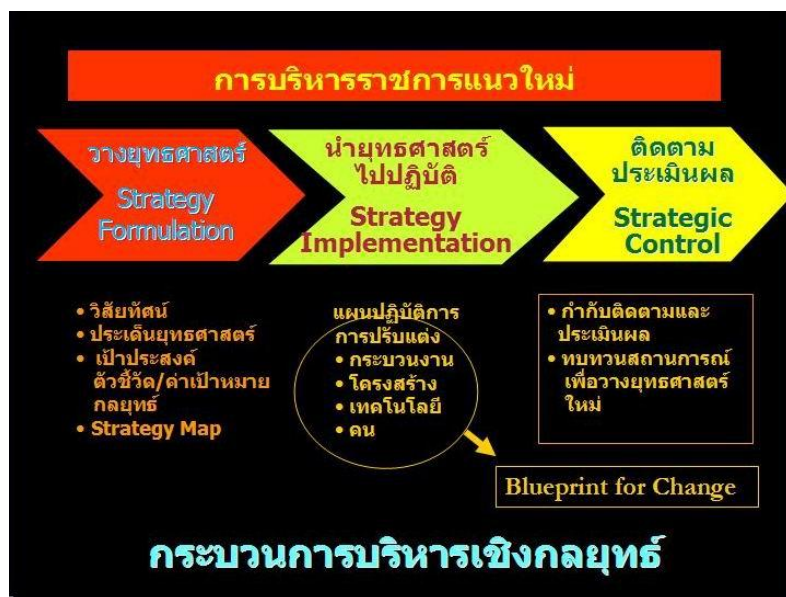 การบริหารราชการแนวใหม่
วางยุทธศาสตร์
Strategy
Formulation
นำยุทธศาสตร์
ไปปฏิบัติ
Strategy
Implementation
ติดตาม
ประเมินผล
Strategic
Control
• วิสัยทัศน์
• ประเด็นยุทธศาสตร์
• เป้าประสงค์
ตัวชี้วัด/ค่าเป้าหมาย
กลยุทธ์
• Strategy Map
แผนปฏิบัติการ
การปรับแต่ง
• กระบวนงาน
• โครงสร้าง
• เทคโนโลยี
• คน
• กำกับติดตามและ
ประเมินผล
• ทบทวนสถานการณ์
เพื่อวางยุทธศาสตร์
ใหม่
Blueprint for Change
กระบวนการบริหารเชิงกลยุทธ์